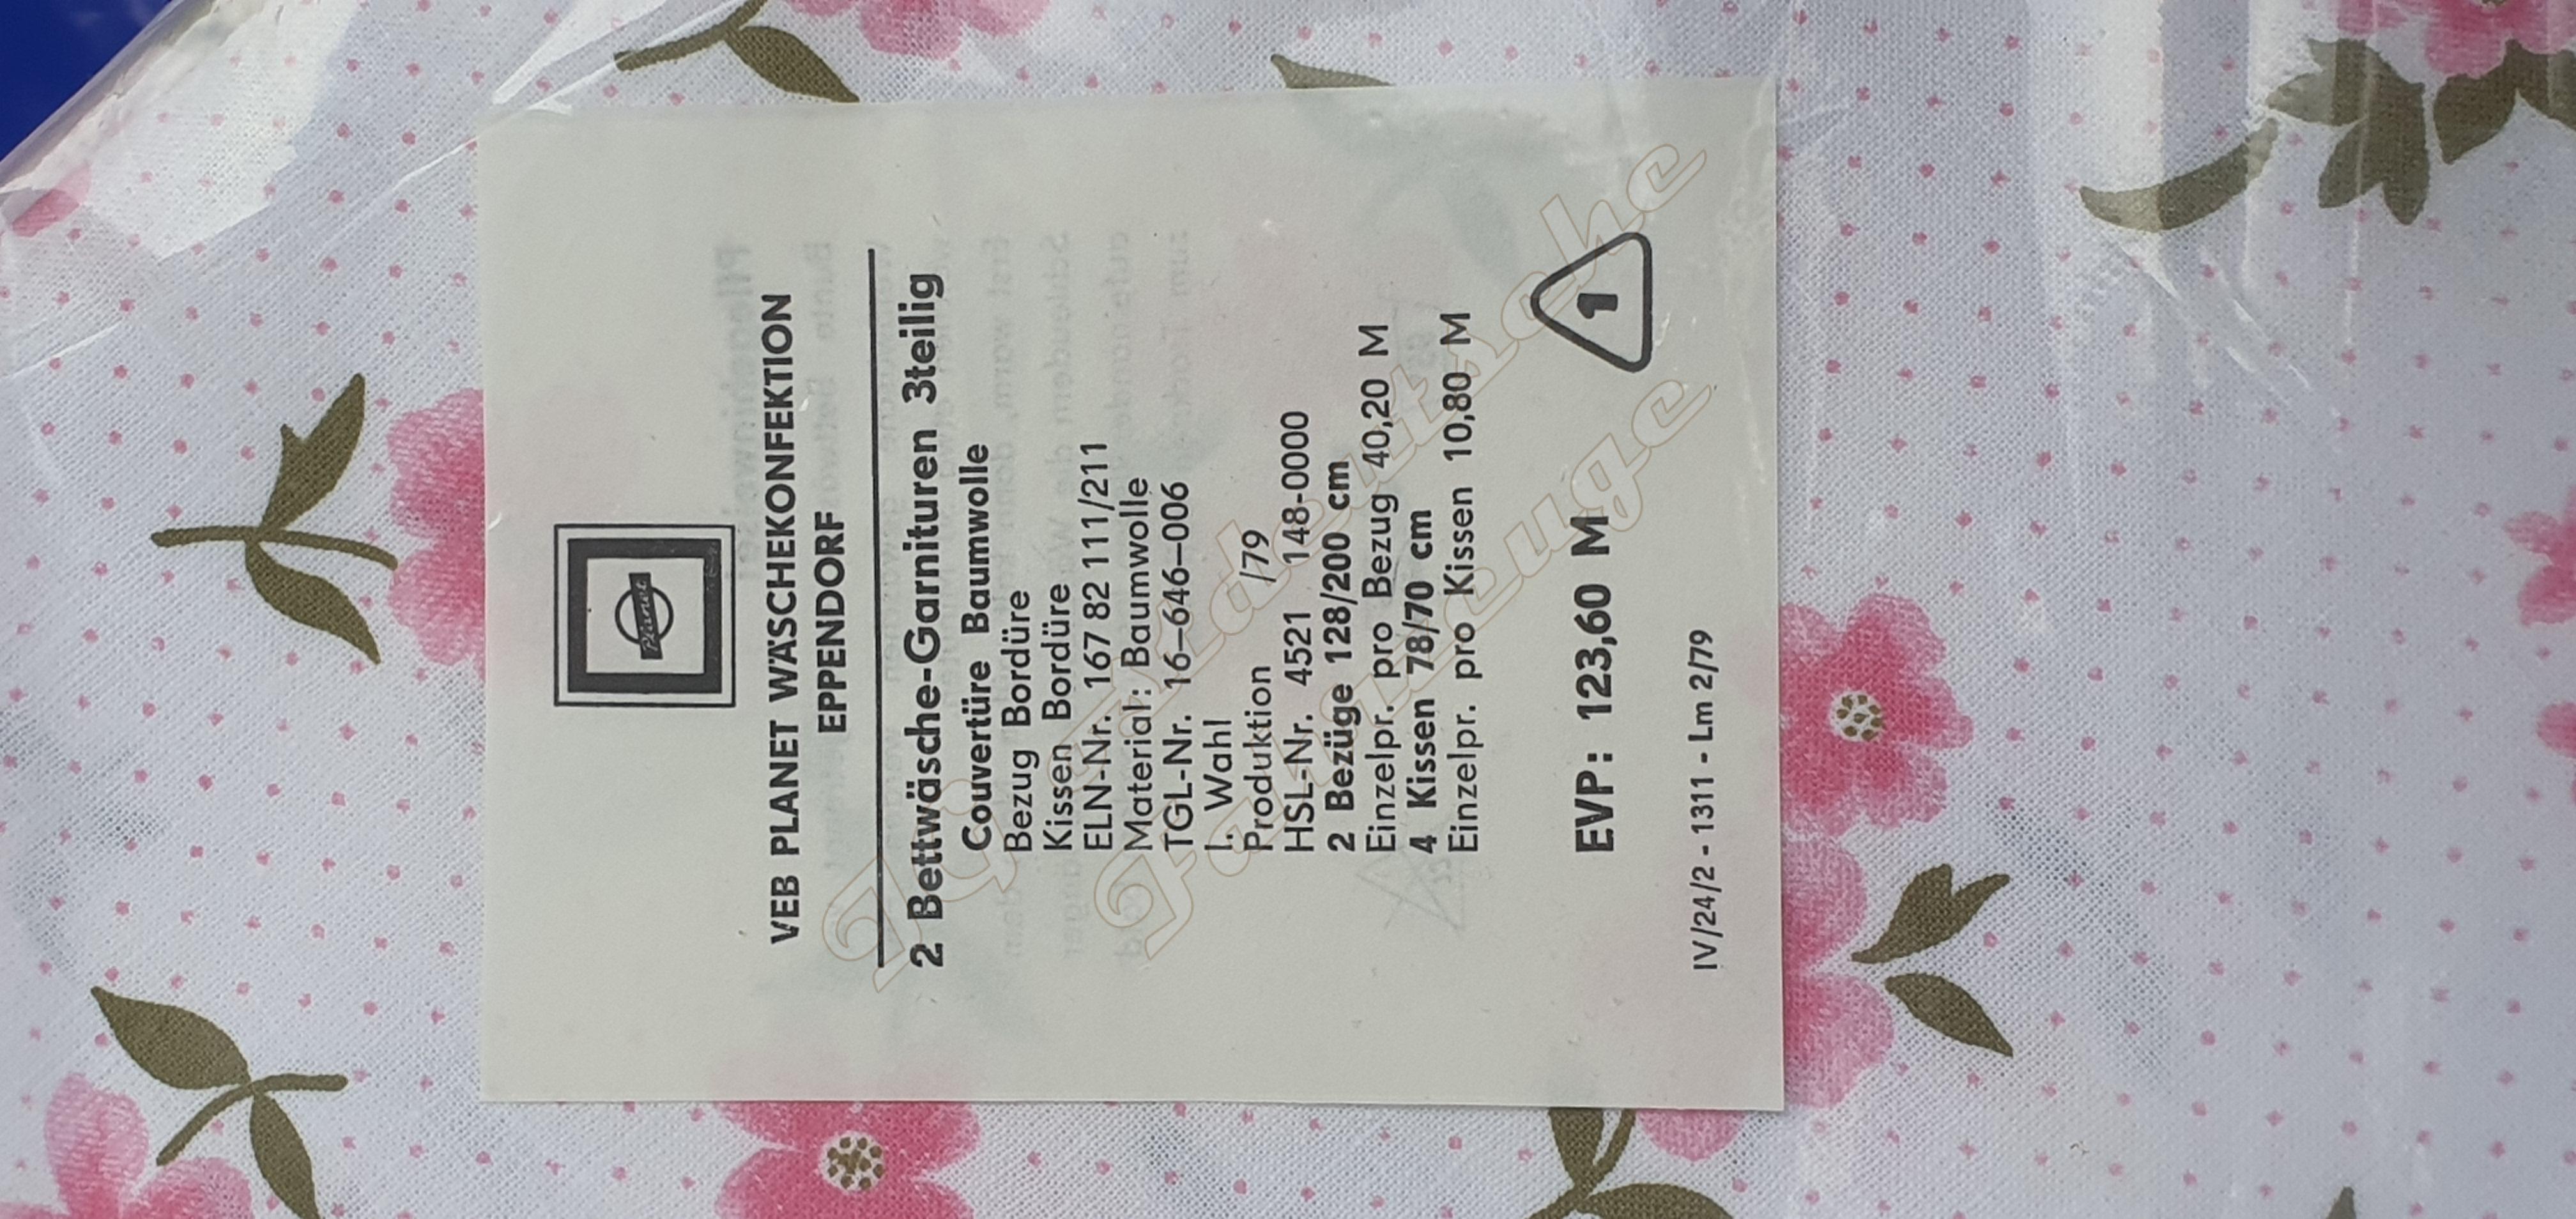 Planet
VEB PLANET WÄSCHEKONFEKTION
EPPENDORF
2 Bettwäsche-Garnituren 3teilig
Couvertüre Baumwolle
Bezug Bordüre
Kissen Bordüre
ELN-Nr. 167 82 111/211
Material: Baumwolle
TGL-Nr. 16-646-006
I. Wahl
Produktion /79
HSL-Nr. 4521 148-0000
2 Bezüge 128/200 cm
Einzelpr. pro Bezug 40,20 M
4 Kissen 78/70 cm
Einzelpr. pro Kissen 10,80 M
EVP: 123,60 M
1
IV/24/2 - 1311 - Lm 2/79